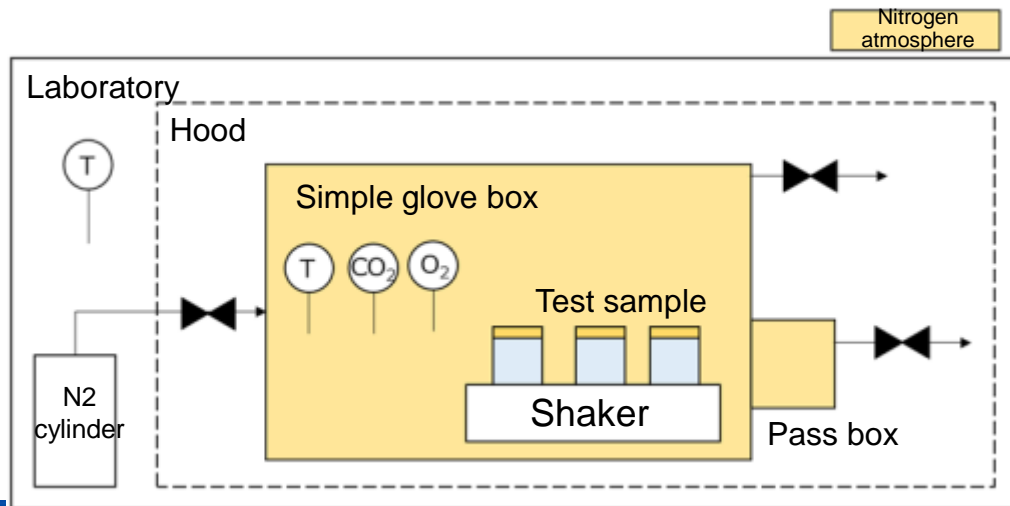 Nitrogen
atmosphere
Laboratory
Hood
T
Simple glove box
T
CO₂
O₂
Test sample
N2
cylinder
Shaker
Pass box